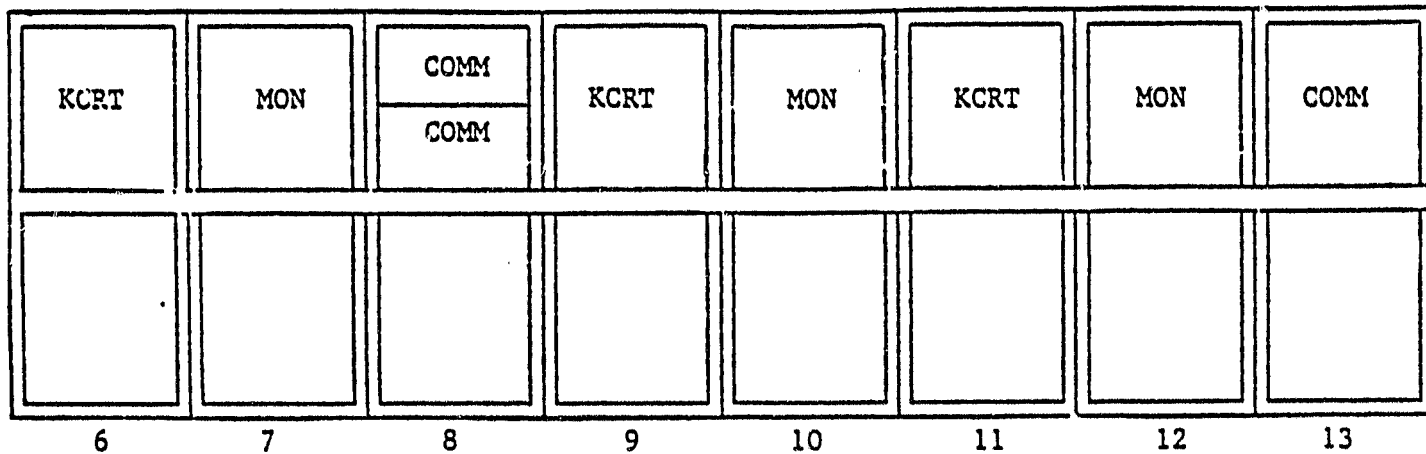 COMM
KCRT MON KCRT MON KCRT MON COMM
COMM
6 7 8 9 10 11 12 13